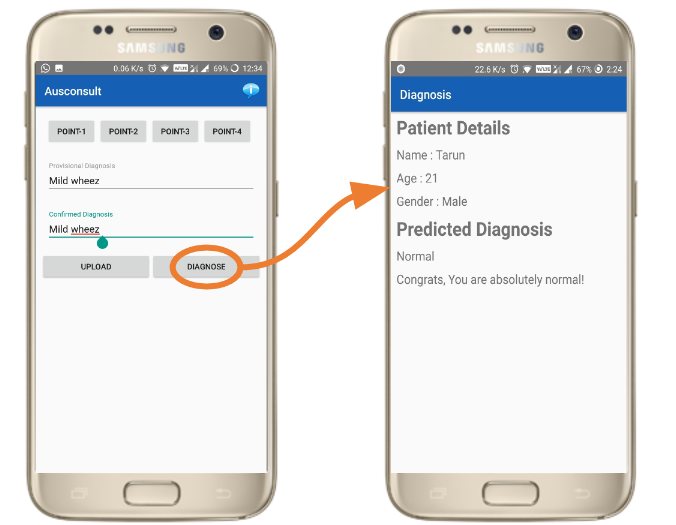 SAMSUNG
0.06 K/s 69% 12:34
Ausconsult
POINT-1 POINT-2 POINT-3 POINT-4
Provisional Diagnosis
Mild wheez
Confirmed Diagnosis
Mild wheez
UPLOAD DIAGNOSE
SAMSUNG
22.6 K/s 67% 2:24
Diagnosis
Patient Details
Name : Tarun
Age : 21
Gender : Male
Predicted Diagnosis
Normal
Congrats, You are absolutely normal!